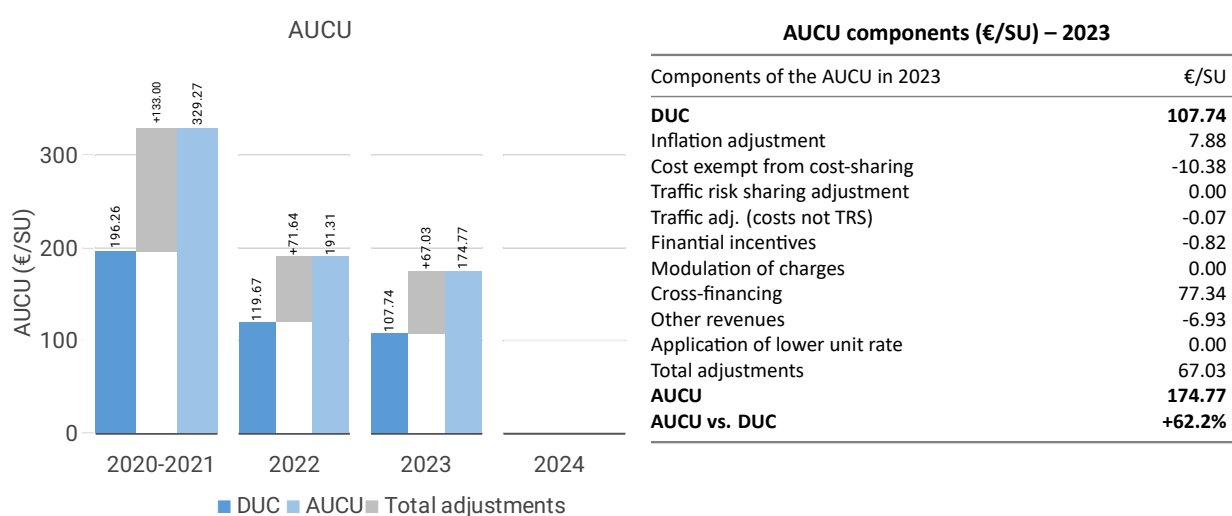 AUCU
AUCU (€/SU)
300
200
100
0
196.26
+133.00
329.27
119.67
+71.64
191.31
107.74
+67.03
174.77
2020-2021 2022 2023 2024
DUC AUCU Total adjustments
AUCU components (€/SU) – 2023
Components of the AUCU in 2023 €/SU
DUC 107.74
Inflation adjustment 7.88
Cost exempt from cost-sharing -10.38
Traffic risk sharing adjustment 0.00
Traffic adj. (costs not TRS) -0.07
Finantial incentives -0.82
Modulation of charges 0.00
Cross-financing 77.34
Other revenues -6.93
Application of lower unit rate 0.00
Total adjustments 67.03
AUCU 174.77
AUCU vs. DUC +62.2%